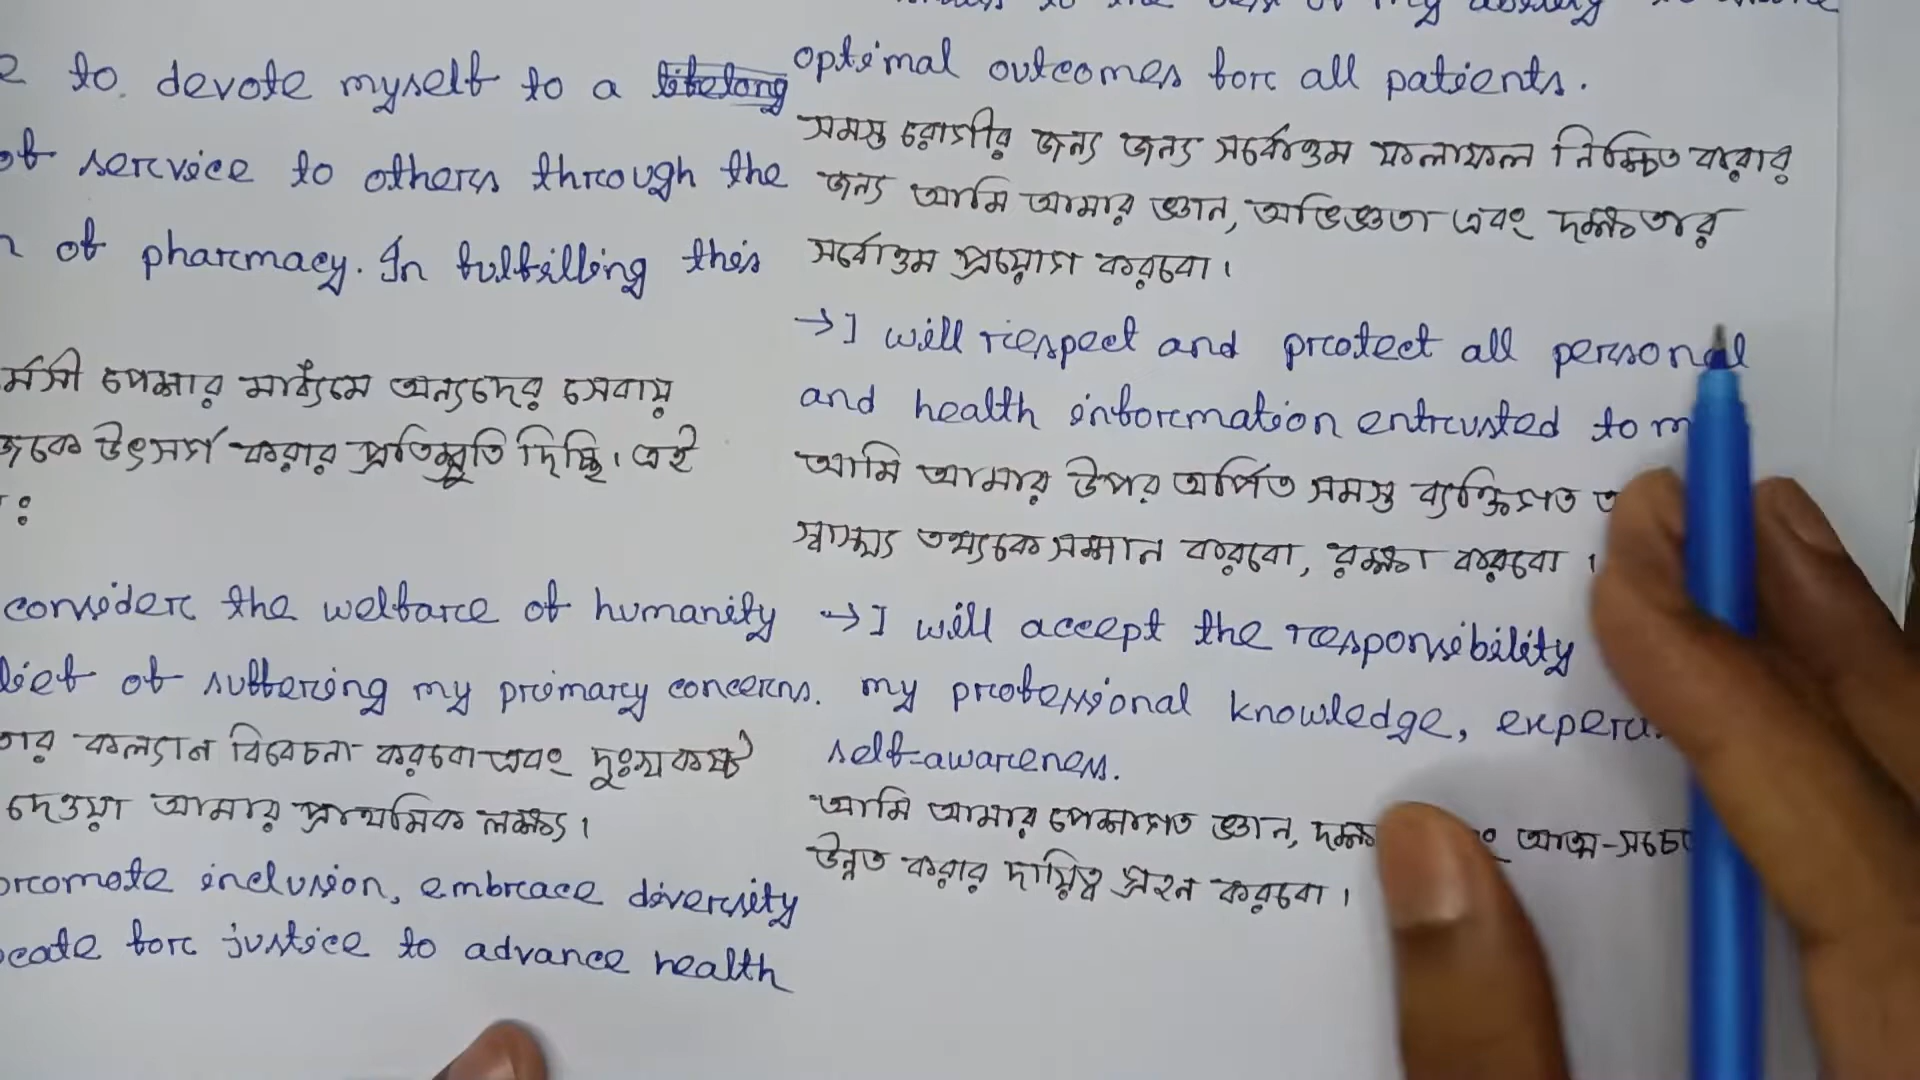 to devote myself to a lifelong
of service to others through the
of pharmacy. In fulfilling this
পেশার মাধ্যমে অন্যদের সেবায়
উৎসর্গ করার প্রতিশ্রুতি দিচ্ছি। এই
:
consider the welfare of humanity
of suffering my primary concerns.
কল্যান বিবেচনা করবো এবং দুঃখকষ্ট
দেওয়া আমার প্রাথমিক লক্ষ্য।
promote inclusion, embrace diversity
for justice to advance health
optimal outcomes for all patients.
সমস্ত রোগীর জন্য জন্য সর্বোত্তম ফলাফল নিশ্চিত করার
জন্য আমি আমার জ্ঞান, অভিজ্ঞতা এবং দক্ষতার
সর্বোত্তম প্রয়োগ করবো।
→ I will respect and protect all personal
and health information entrusted to
আমি আমার উপর অর্পিত সমস্ত ব্যক্তিগত
স্বাস্থ্য তথ্যকে সম্মান করবো, রক্ষা করবো।
→ I will accept the responsibility
my professional knowledge,
self-awareness.
আমি আমার পেশাগত জ্ঞান,
উন্নত করার দায়িত্ব গ্রহন করবো।